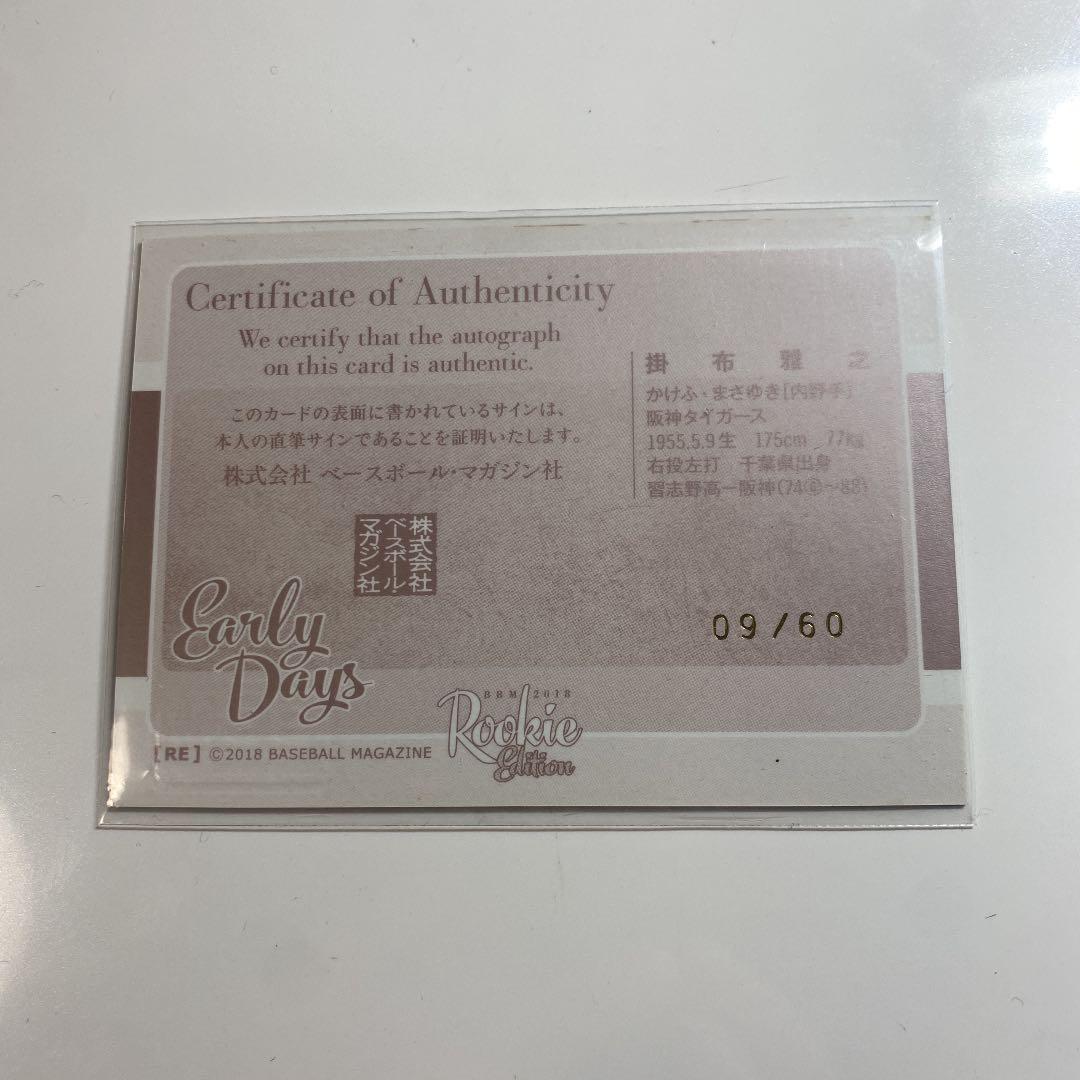 Certificate of Authenticity
We certify that the autograph
on this card is authentic.
このカードの表面に書かれているサインは、
本人の直筆サインであることを証明いたします。
株式会社 ベースボール・マガジン社
株式会社
ベースボール・
マガジン社
掛布雅之
かけふ・まさゆき[内野手]
阪神タイガース
1955.5.9生 175cm 77kg
右投左打 千葉県出身
習志野高―阪神(74⑥〜88)
09/60
Early
Days
BBM 2018
Rookie
Edition
[RE] ©2018 BASEBALL MAGAZINE